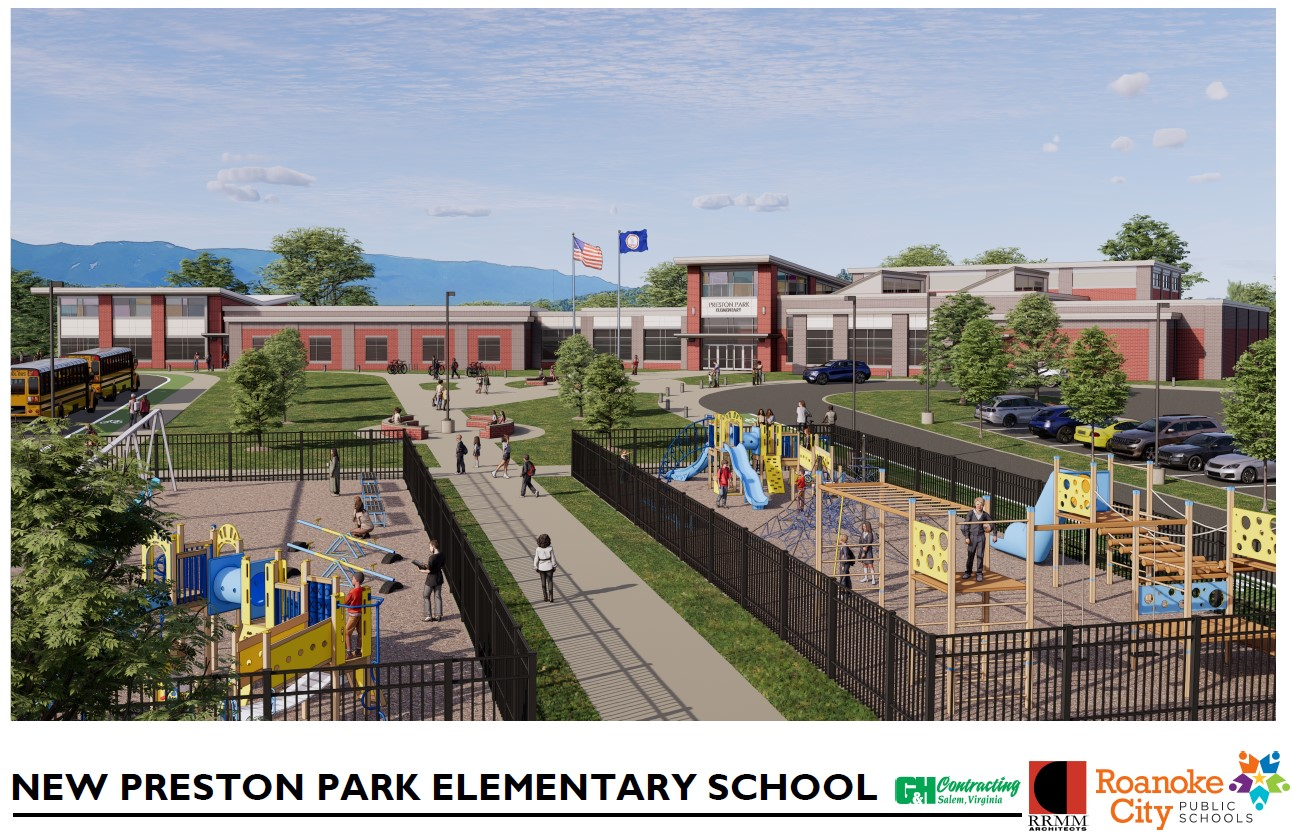 PRESTON PARK
ELEMENTARY
NEW PRESTON PARK ELEMENTARY SCHOOL
G&H Contracting
Salem, Virginia
RRMM
ARCHITECTS
Roanoke
City PUBLIC
SCHOOLS